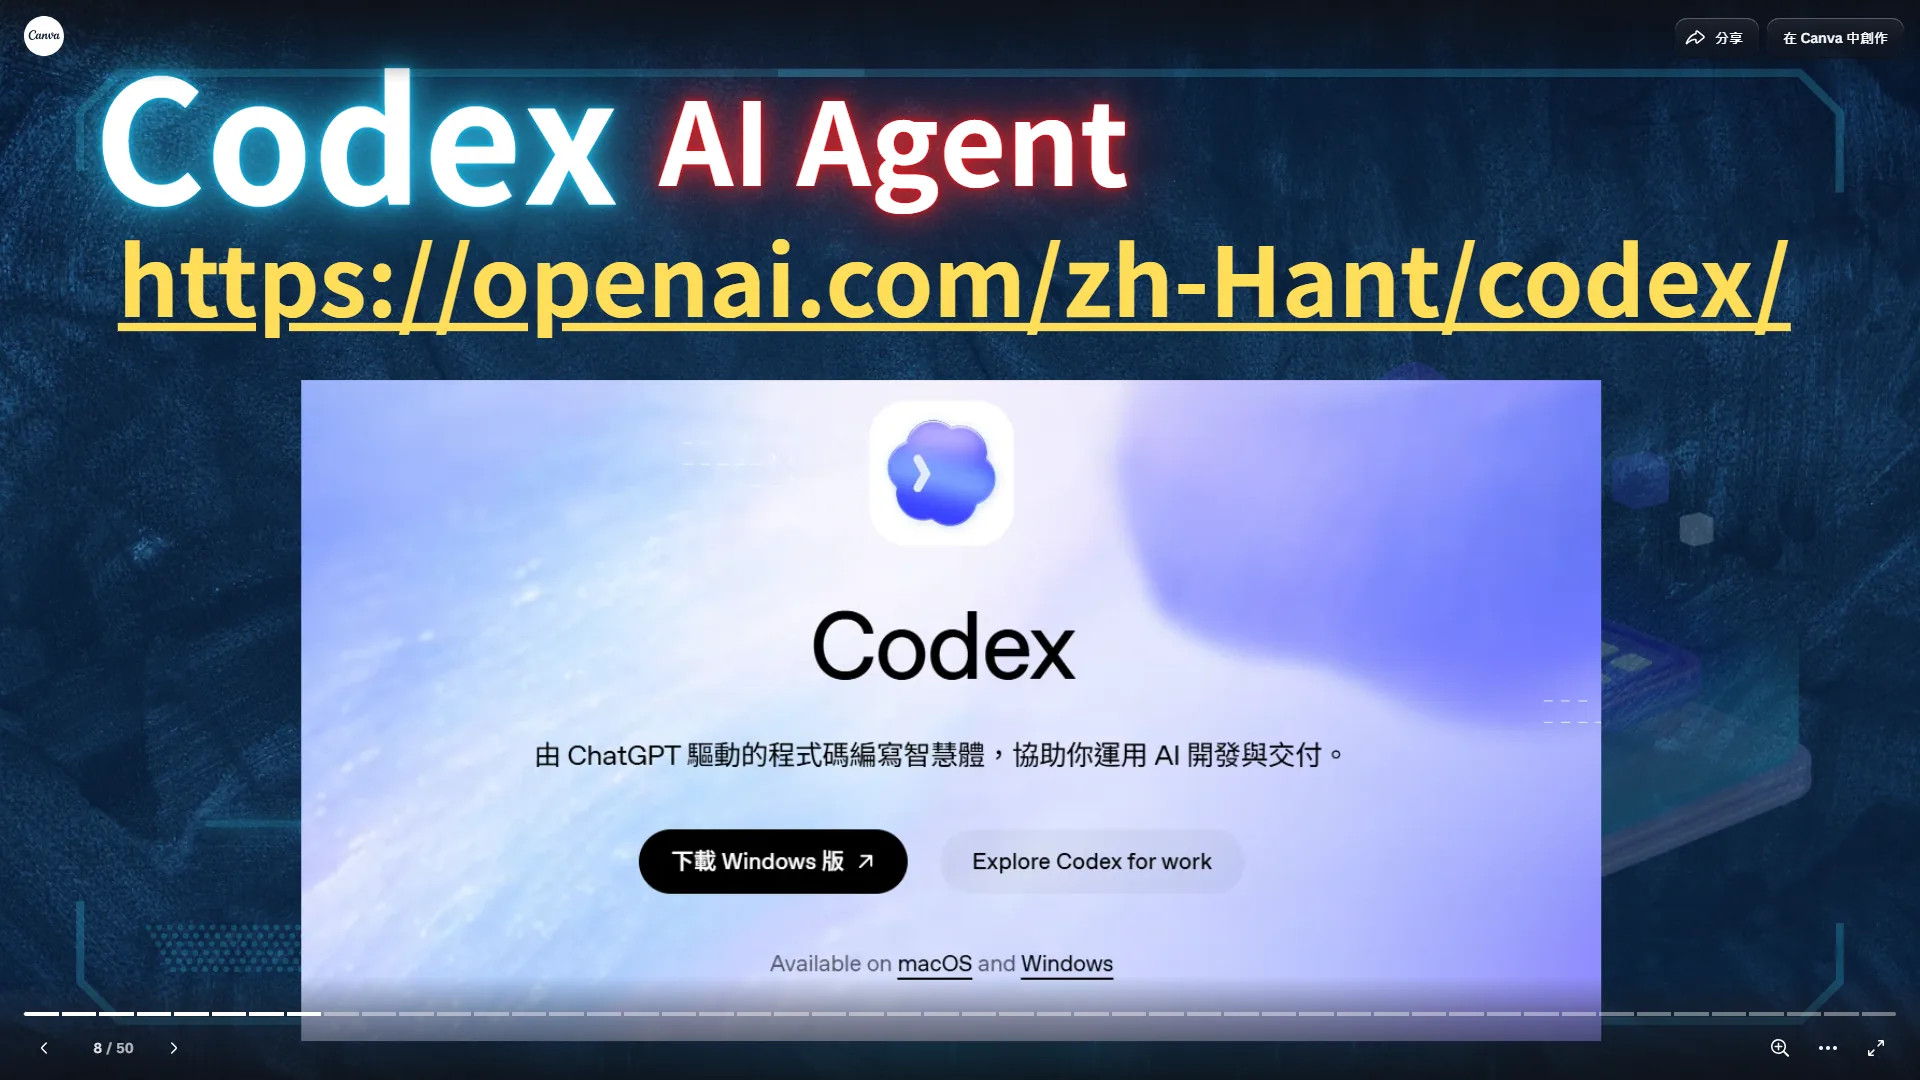 Canva
分享
在 Canva 中創作
Codex AI Agent
https://openai.com/zh-Hant/codex/
Codex
由 ChatGPT 驅動的程式碼編寫智慧體，協助你運用 AI 開發與交付。
下載 Windows 版 ↗
Explore Codex for work
Available on macOS and Windows
8 / 50